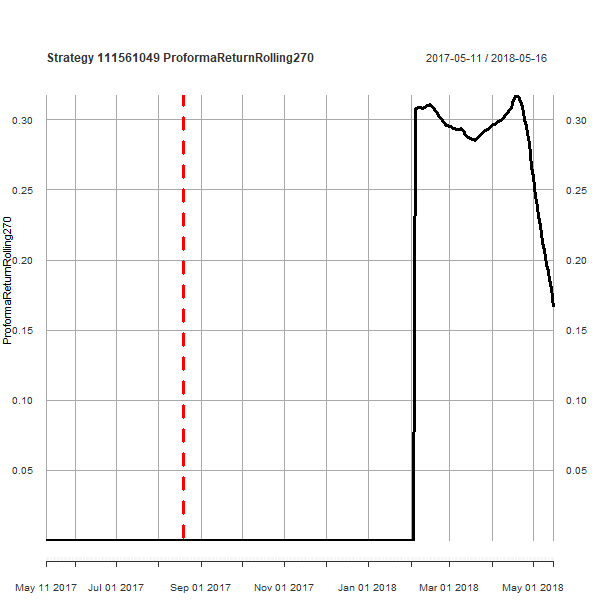 Strategy 111561049 ProformaReturnRolling270
2017-05-11 / 2018-05-16
ProformaReturnRolling270
0.30
0.30
0.25
0.25
0.20
0.20
0.15
0.15
0.10
0.10
0.05
0.05
May 11 2017
Jul 01 2017
Sep 01 2017
Nov 01 2017
Jan 01 2018
Mar 01 2018
May 01 2018